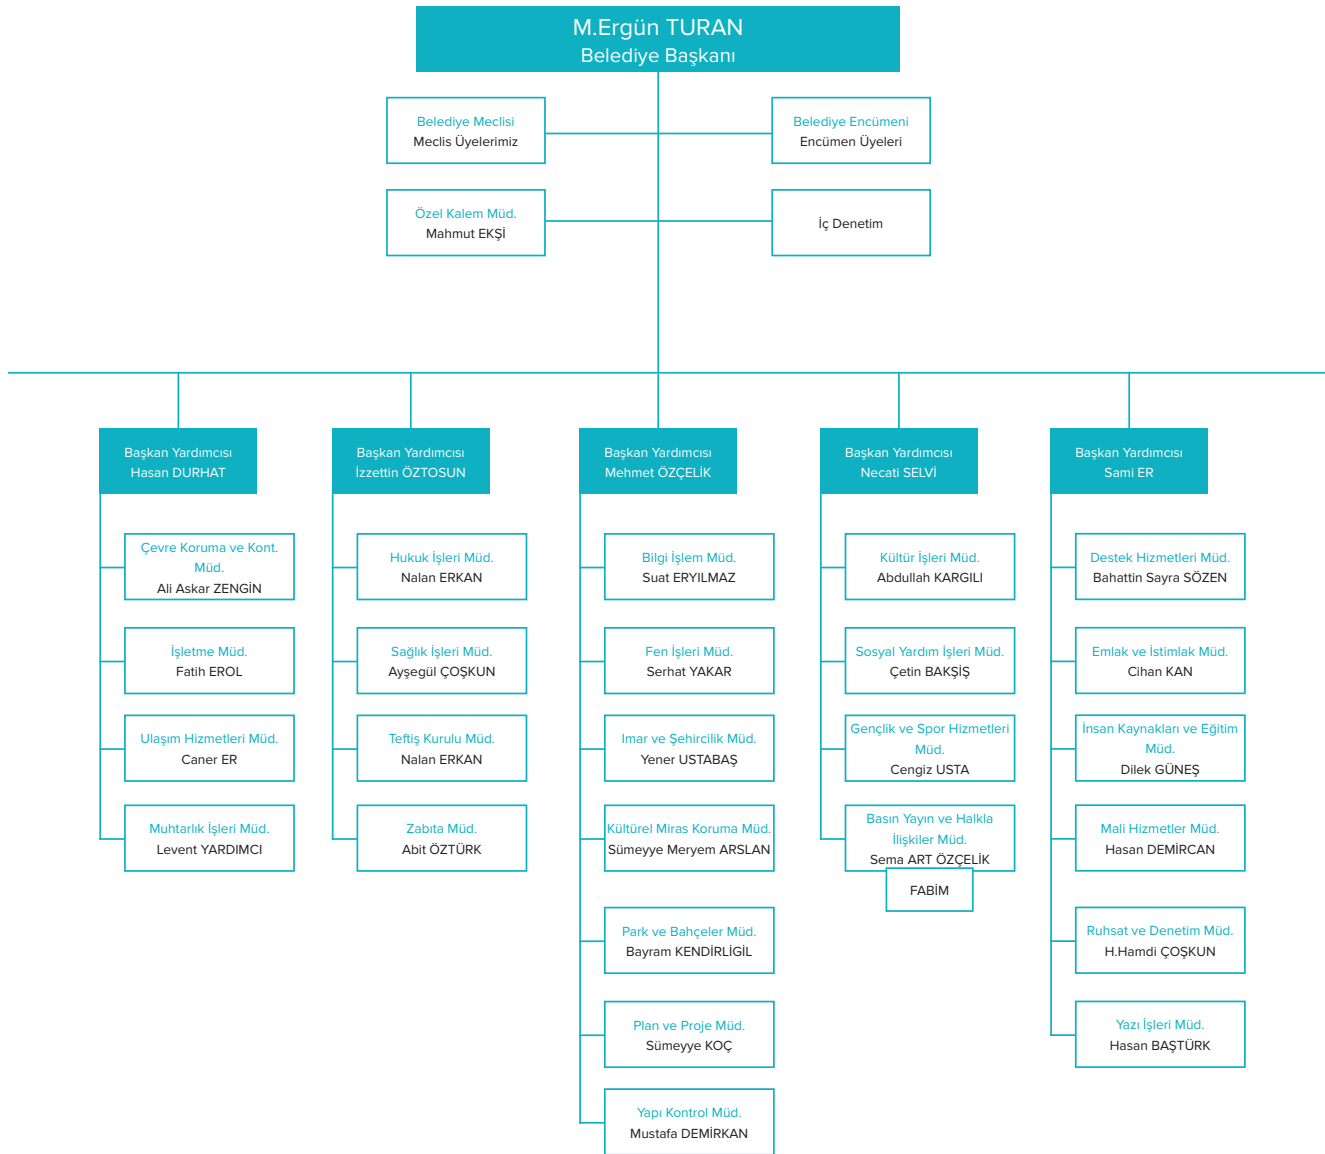 M.Ergün TURAN
Belediye Başkanı
Belediye Meclisi
Meclis Üyelerimiz
Belediye Encümeni
Encümen Üyeleri
Özel Kalem Müd.
Mahmut EKŞİ
İç Denetim
Başkan Yardımcısı
Hasan DURHAT
Çevre Koruma ve Kont.
Müd.
Ali Askar ZENGİN
İşletme Müd.
Fatih EROL
Ulaşım Hizmetleri Müd.
Caner ER
Muhtarlık İşleri Müd.
Levent YARDIMCI
Başkan Yardımcısı
İzzettin ÖZTOSUN
Hukuk İşleri Müd.
Nalan ERKAN
Sağlık İşleri Müd.
Ayşegül ÇOŞKUN
Teftiş Kurulu Müd.
Nalan ERKAN
Zabıta Müd.
Abit ÖZTÜRK
Başkan Yardımcısı
Mehmet ÖZÇELİK
Bilgi İşlem Müd.
Suat ERYILMAZ
Fen İşleri Müd.
Serhat YAKAR
Imar ve Şehircilik Müd.
Yener USTABAŞ
Kültürel Miras Koruma Müd.
Sümeyye Meryem ARSLAN
Park ve Bahçeler Müd.
Bayram KENDİRLİGİL
Plan ve Proje Müd.
Sümeyye KOÇ
Yapı Kontrol Müd.
Mustafa DEMİRKAN
Başkan Yardımcısı
Necati SELVİ
Kültür İşleri Müd.
Abdullah KARGILI
Sosyal Yardım İşleri Müd.
Çetin BAKŞİŞ
Gençlik ve Spor Hizmetleri
Müd.
Cengiz USTA
Basın Yayın ve Halkla
İlişkiler Müd.
Sema ART ÖZÇELİK
FABİM
Başkan Yardımcısı
Sami ER
Destek Hizmetleri Müd.
Bahattin Sayra SÖZEN
Emlak ve İstimlak Müd.
Cihan KAN
İnsan Kaynakları ve Eğitim
Müd.
Dilek GÜNEŞ
Mali Hizmetler Müd.
Hasan DEMİRCAN
Ruhsat ve Denetim Müd.
H.Hamdi ÇOŞKUN
Yazı İşleri Müd.
Hasan BAŞTÜRK